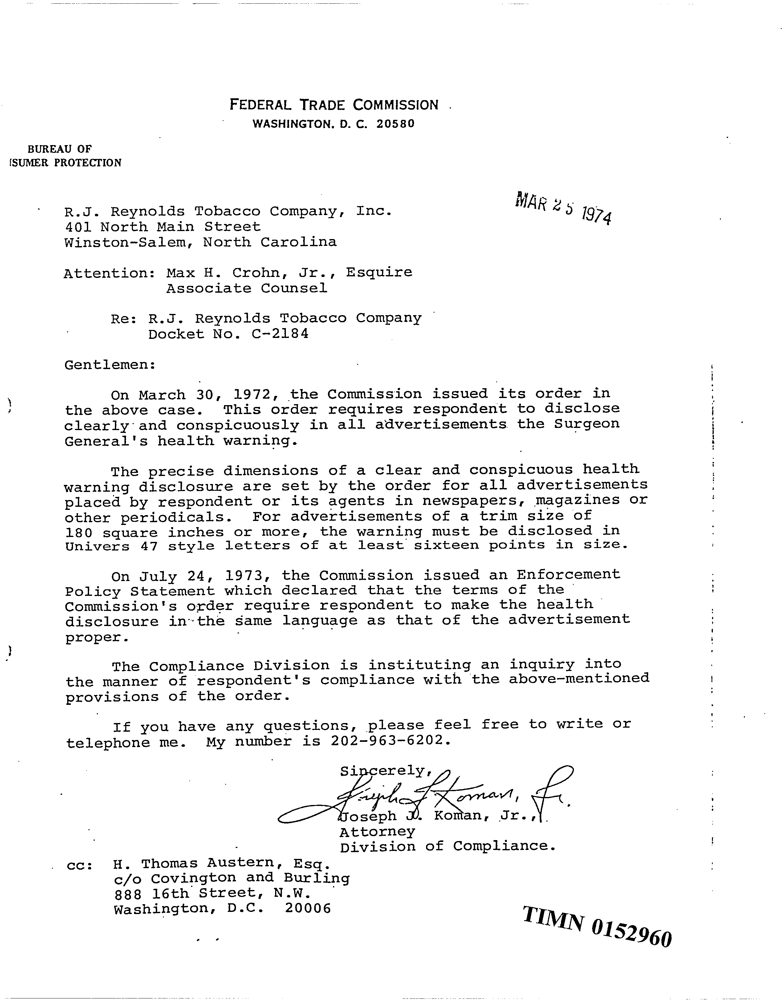 FEDERAL TRADE COMMISSION
WASHINGTON, D. C. 20580
BUREAU OF
SUMER PROTECTION
MAR 25 1974
R.J. Reynolds Tobacco Company, Inc.
401 North Main Street
Winston-Salem, North Carolina
Attention: Max H. Crohn, Jr., Esquire
Associate Counsel
Re: R.J. Reynolds Tobacco Company
Docket No. C-2184
Gentlemen:
On March 30, 1972, the Commission issued its order in
the above case. This order requires respondent to disclose
clearly and conspicuously in all advertisements the Surgeon
General's health warning.
The precise dimensions of a clear and conspicuous health
warning disclosure are set by the order for all advertisements
placed by respondent or its agents in newspapers, magazines or
other periodicals. For advertisements of a trim size of
180 square inches or more, the warning must be disclosed in
Univers 47 style letters of at least sixteen points in size.
On July 24, 1973, the Commission issued an Enforcement
Policy Statement which declared that the terms of the
Commission's order require respondent to make the health
disclosure in the same language as that of the advertisement
proper.
The Compliance Division is instituting an inquiry into
the manner of respondent's compliance with the above-mentioned
provisions of the order.
If you have any questions, please feel free to write or
telephone me. My number is 202-963-6202.
Sincerely,
Joseph J. Koman, Jr.
Joseph J. Koman, Jr.,
Attorney
Division of Compliance.
cc: H. Thomas Austern, Esq.
c/o Covington and Burling
888 16th Street, N.W.
Washington, D.C. 20006
TIMN 0152960